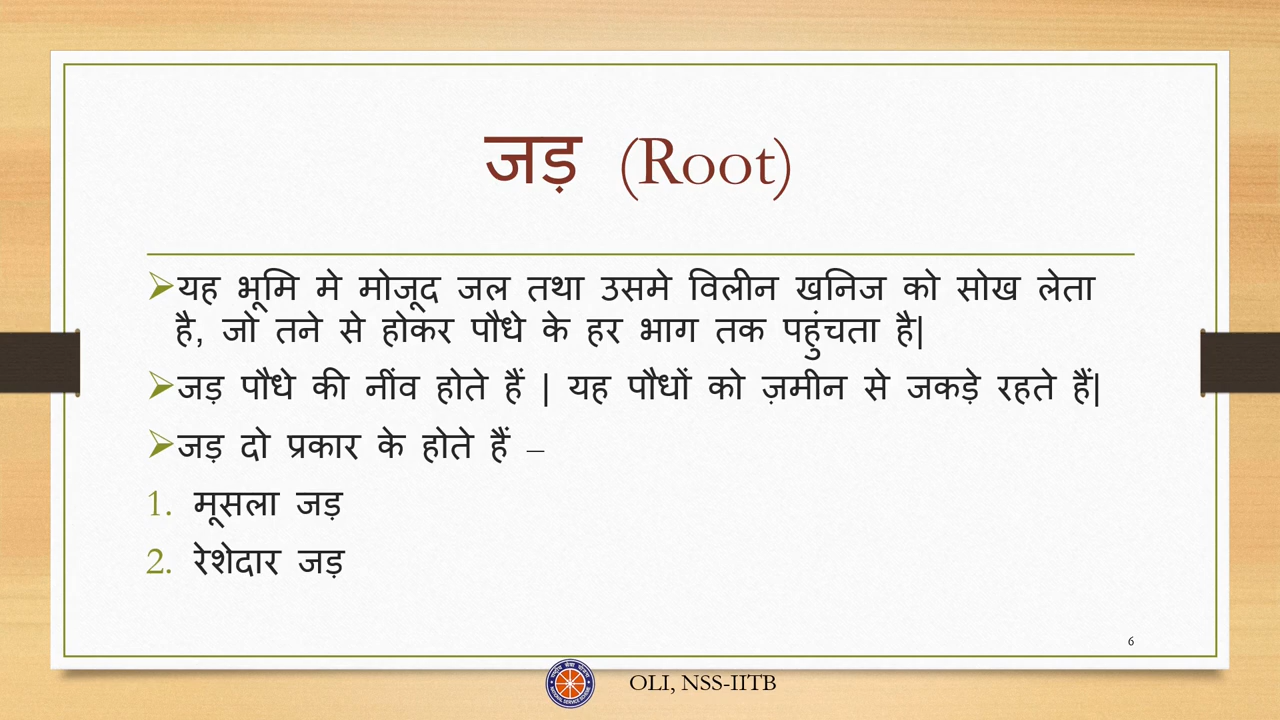 जड़ (Root)
➢यह भूमि मे मोजूद जल तथा उसमे विलीन खनिज को सोख लेता
है, जो तने से होकर पौधे के हर भाग तक पहुंचता है|
➢जड़ पौधे की नींव होते हैं | यह पौधों को ज़मीन से जकड़े रहते हैं|
➢जड़ दो प्रकार के होते हैं –
1. मूसला जड़
2. रेशेदार जड़
6
OLI, NSS-IITB